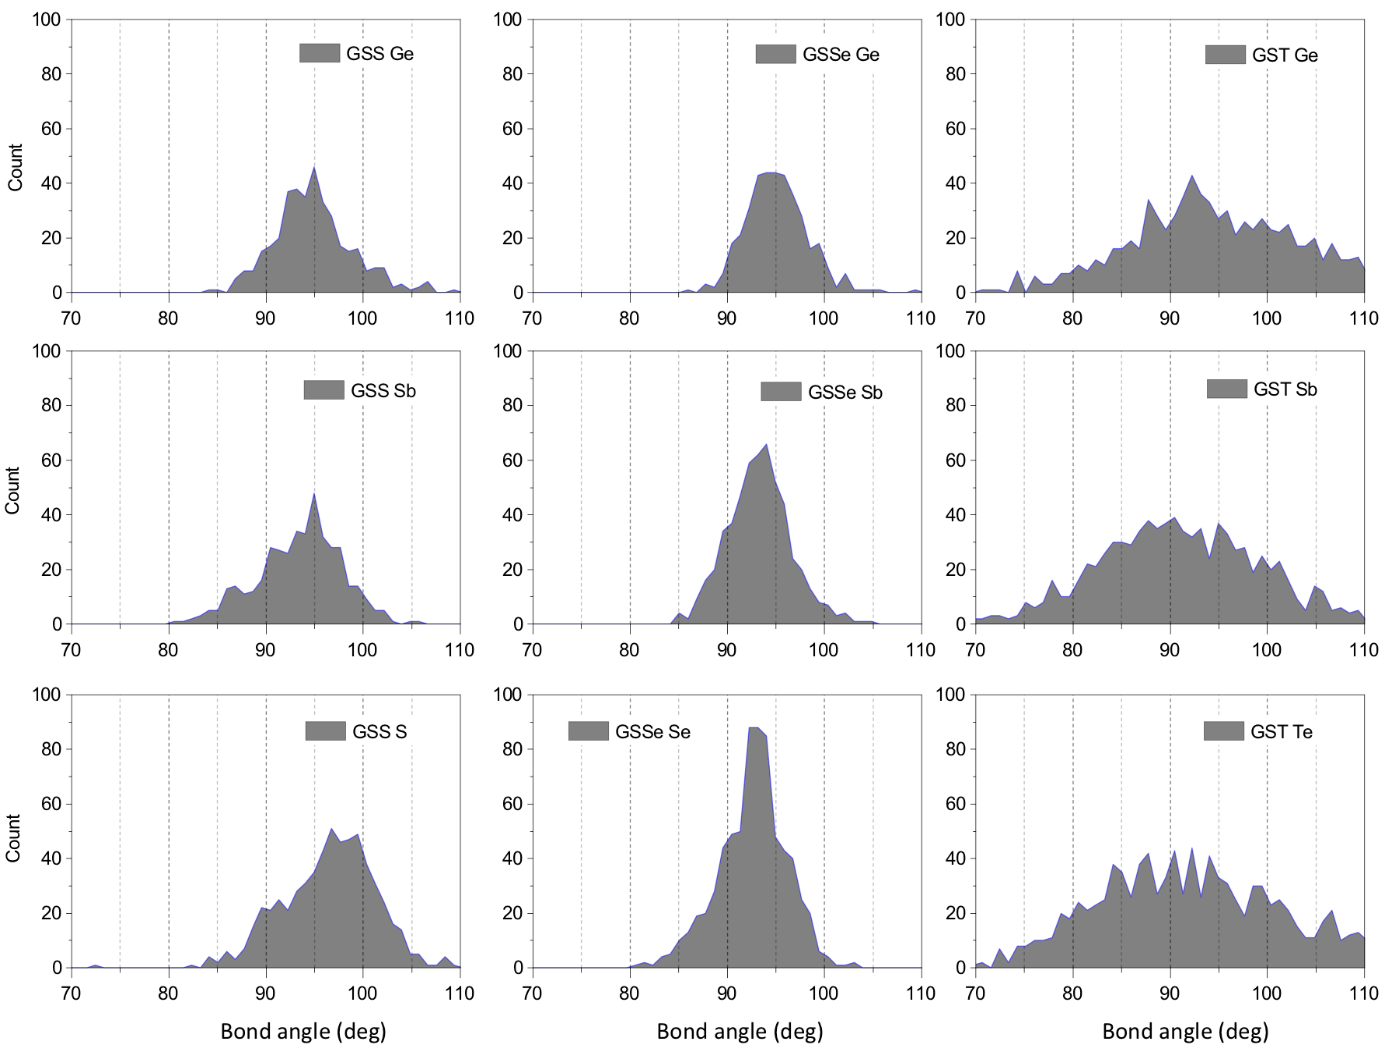 100 100 100
GSS Ge GSSe Ge GST Ge
80 80 80
60 60 60
Count
40 40 40
20 20 20
0 0 0
70 80 90 100 110 70 80 90 100 110 70 80 90 100 110
100 100 100
GSS Sb GSSe Sb GST Sb
80 80 80
60 60 60
Count
40 40 40
20 20 20
0 0 0
70 80 90 100 110 70 80 90 100 110 70 80 90 100 110
100 100 100
GSS S GSSe Se GST Te
80 80 80
60 60 60
Count
40 40 40
20 20 20
0 0 0
70 80 90 100 110 70 80 90 100 110 70 80 90 100 110
Bond angle (deg) Bond angle (deg) Bond angle (deg)